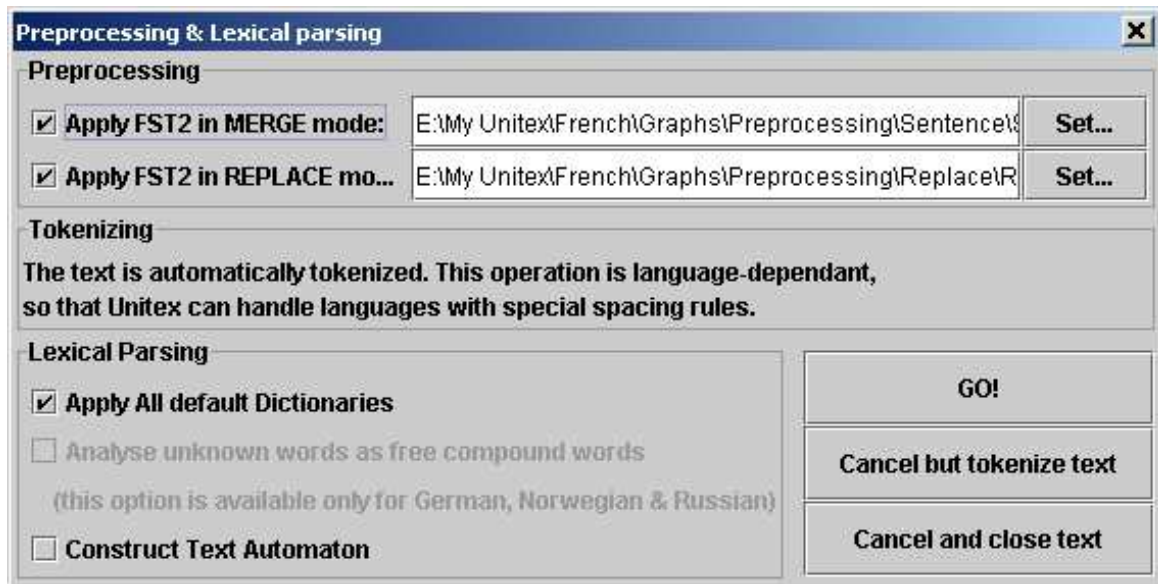 Preprocessing & Lexical parsing
Preprocessing
Apply FST2 in MERGE mode: E:\My Unitex\French\Graphs\Preprocessing\Sentence\S Set...
Apply FST2 in REPLACE mo... E:\My Unitex\French\Graphs\Preprocessing\Replace\R Set...
Tokenizing
The text is automatically tokenized. This operation is language-dependant,
so that Unitex can handle languages with special spacing rules.
Lexical Parsing
Apply All default Dictionaries
Analyse unknown words as free compound words
(this option is available only for German, Norwegian & Russian)
Construct Text Automaton
GO!
Cancel but tokenize text
Cancel and close text